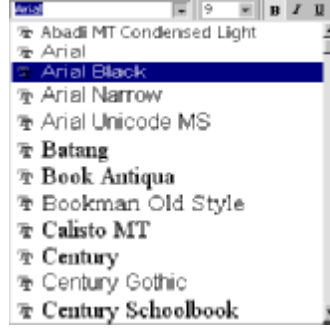 Arial 9 B I U
Abadi MT Condensed Light
Arial
Arial Black
Arial Narrow
Arial Unicode MS
Batang
Book Antiqua
Bookman Old Style
Calisto MT
Century
Century Gothic
Century Schoolbook